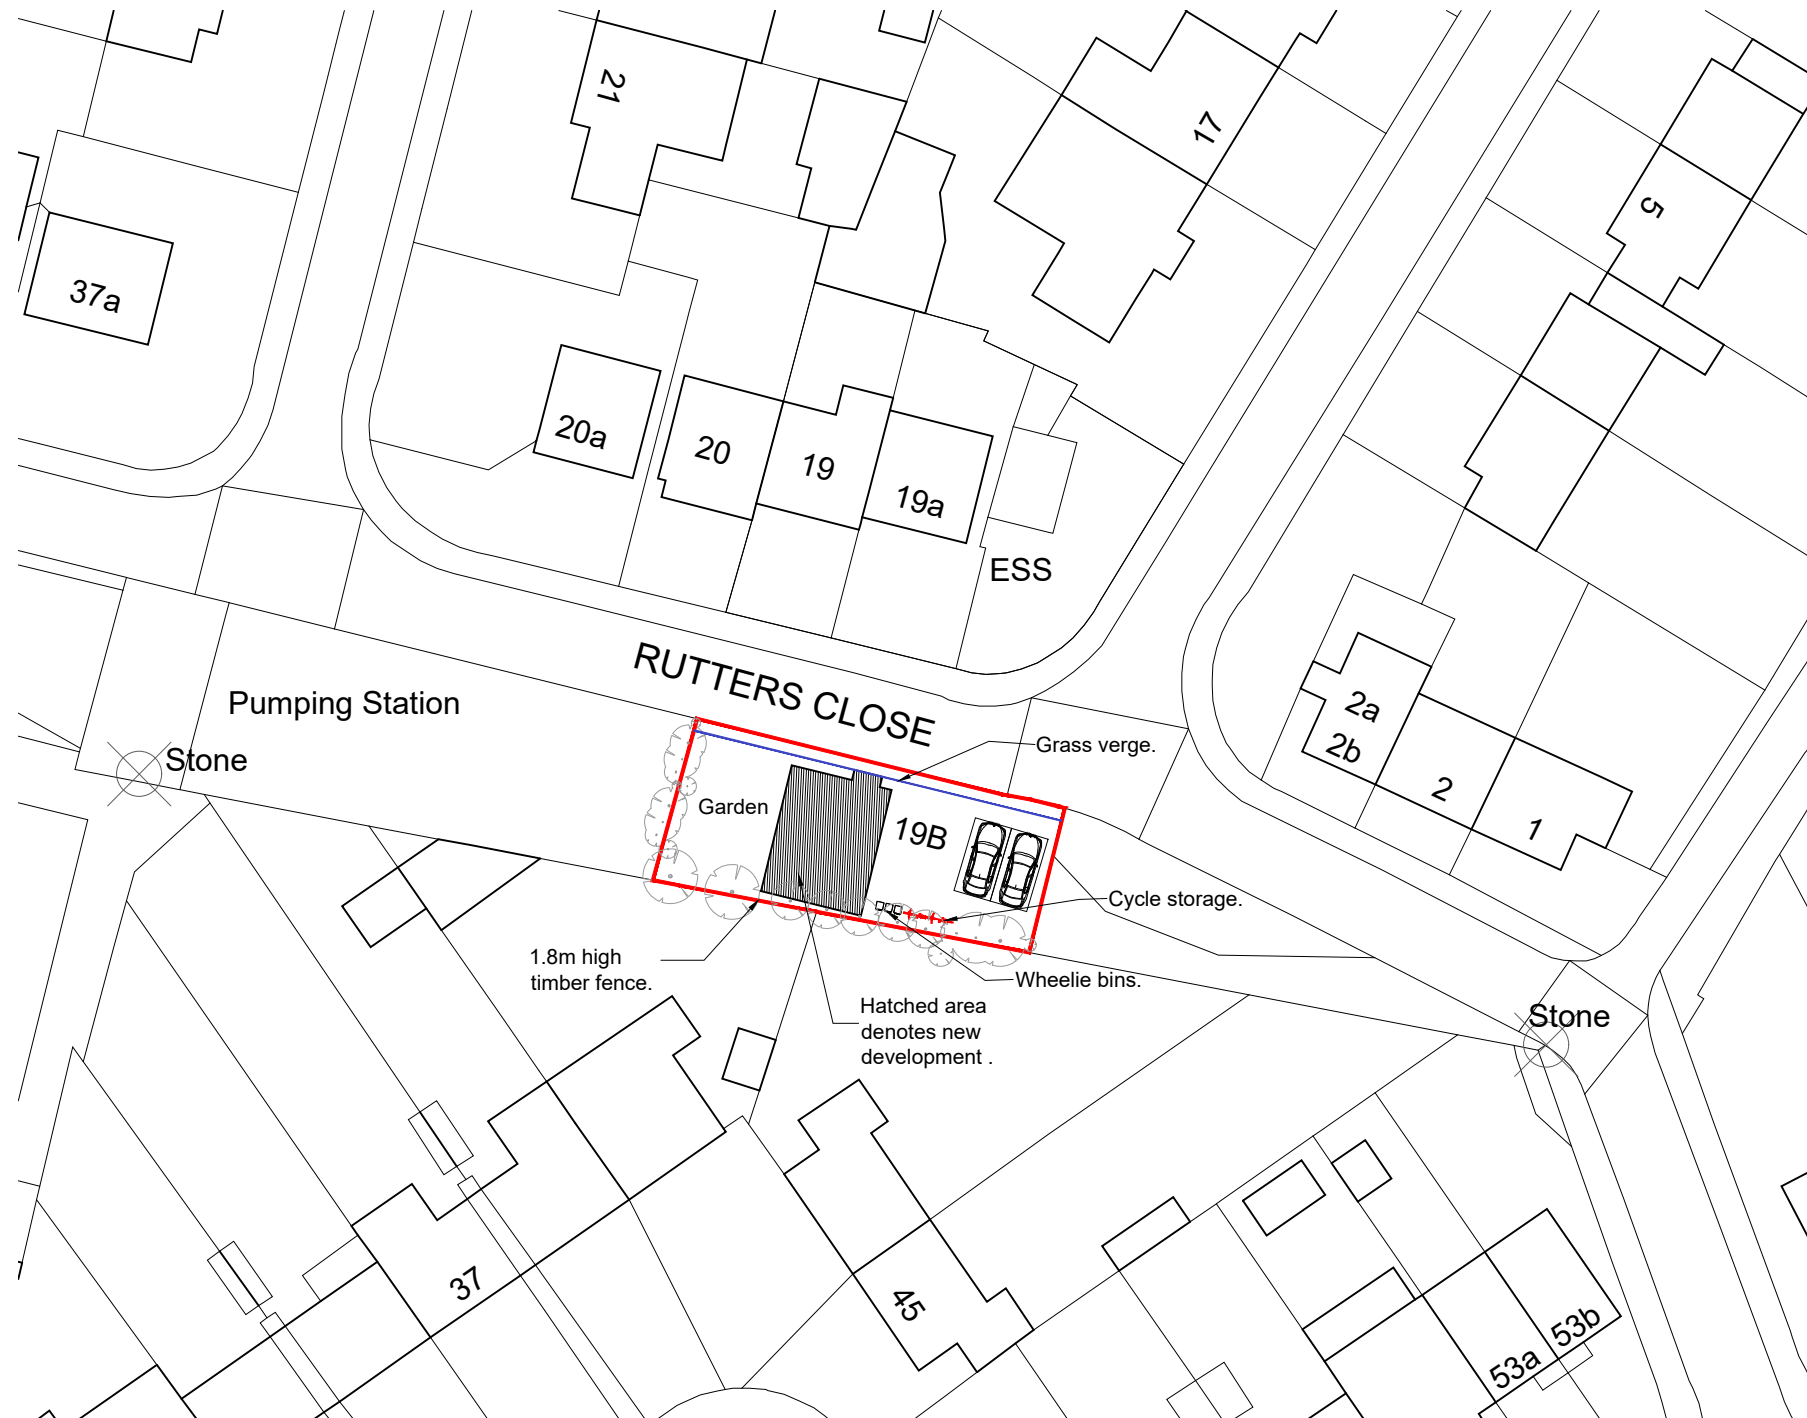 21
17
5
37a
20a
20
19
19a
ESS
RUTTERS CLOSE
Pumping Station
Stone
2a
2b
2
1
Grass verge.
Garden
19B
Cycle storage.
1.8m high
timber fence.
Wheelie bins.
Hatched area
denotes new
development .
Stone
37
45
53a
53b